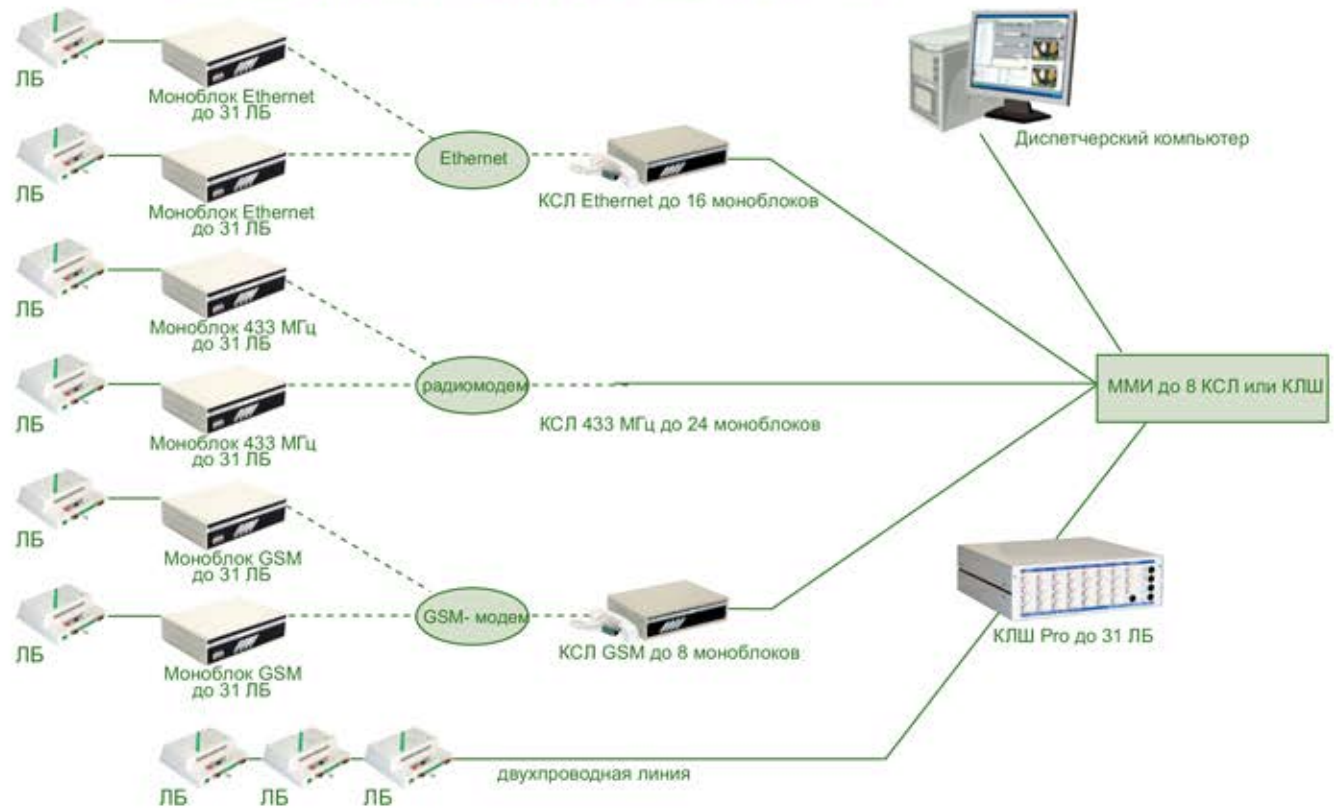 ЛБ
Моноблок Ethernet
до 31 ЛБ
Диспетчерский компьютер
Ethernet
ЛБ
КСЛ Ethernet до 16 моноблоков
Моноблок Ethernet
до 31 ЛБ
ЛБ
Моноблок 433 МГц
до 31 ЛБ
радиомодем
ММИ до 8 КСЛ или КЛШ
ЛБ
КСЛ 433 МГц до 24 моноблоков
Моноблок 433 МГц
до 31 ЛБ
ЛБ
Моноблок GSM
до 31 ЛБ
GSM- модем
КЛШ Pro до 31 ЛБ
ЛБ
КСЛ GSM до 8 моноблоков
Моноблок GSM
до 31 ЛБ
двухпроводная линия
ЛБ
ЛБ
ЛБ